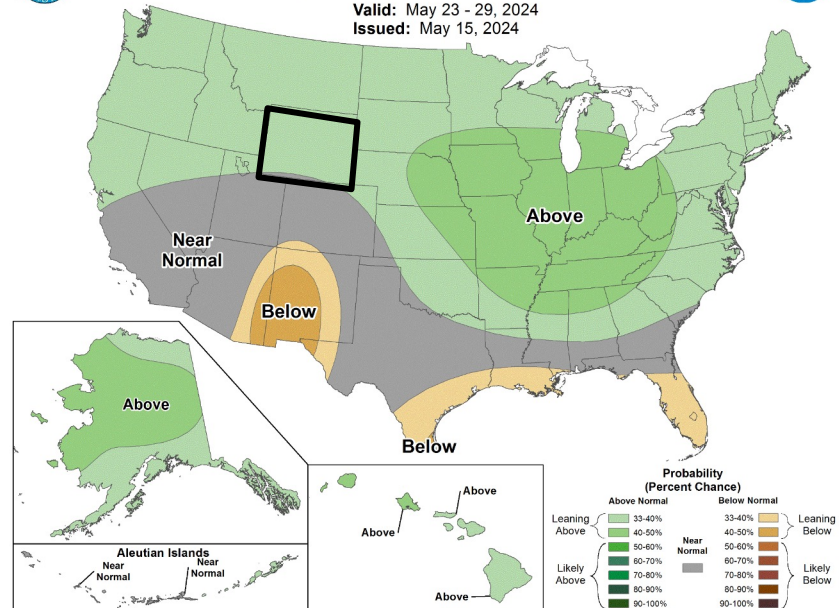 Valid: May 23 - 29, 2024
Issued: May 15, 2024
Above
Near
Normal
Below
Above
Below
Above
Above
Above
Aleutian Islands
Near
Normal
Near
Normal
Probability
(Percent Chance)
Above Normal
Below Normal
Leaning
Above
33-40%
40-50%
Likely
Above
50-60%
60-70%
70-80%
80-90%
90-100%
Near
Normal
33-40%
40-50%
Leaning
Below
50-60%
60-70%
70-80%
80-90%
90-100%
Likely
Below